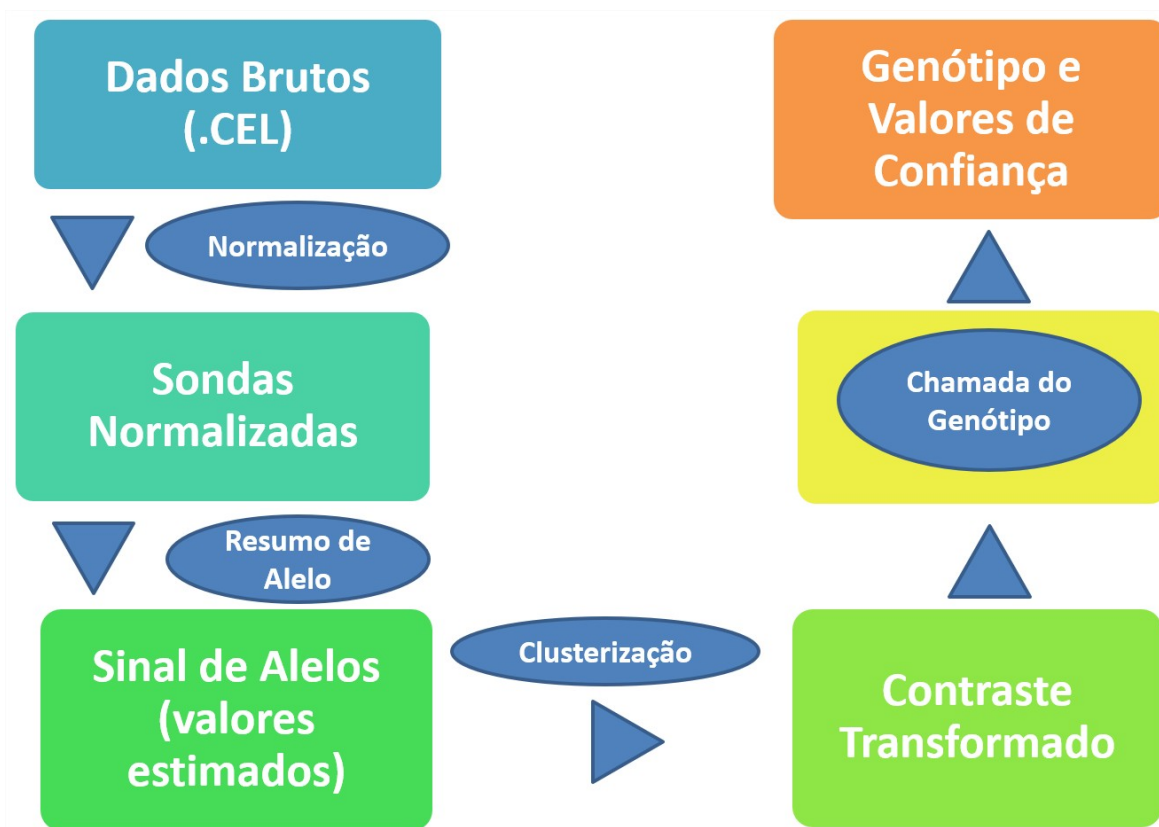 Dados Brutos
(.CEL)
Normalização
Sondas
Normalizadas
Resumo de
Alelo
Sinal de Alelos
(valores
estimados)
Clusterização
Contraste
Transformado
Chamada do
Genótipo
Genótipo e
Valores de
Confiança